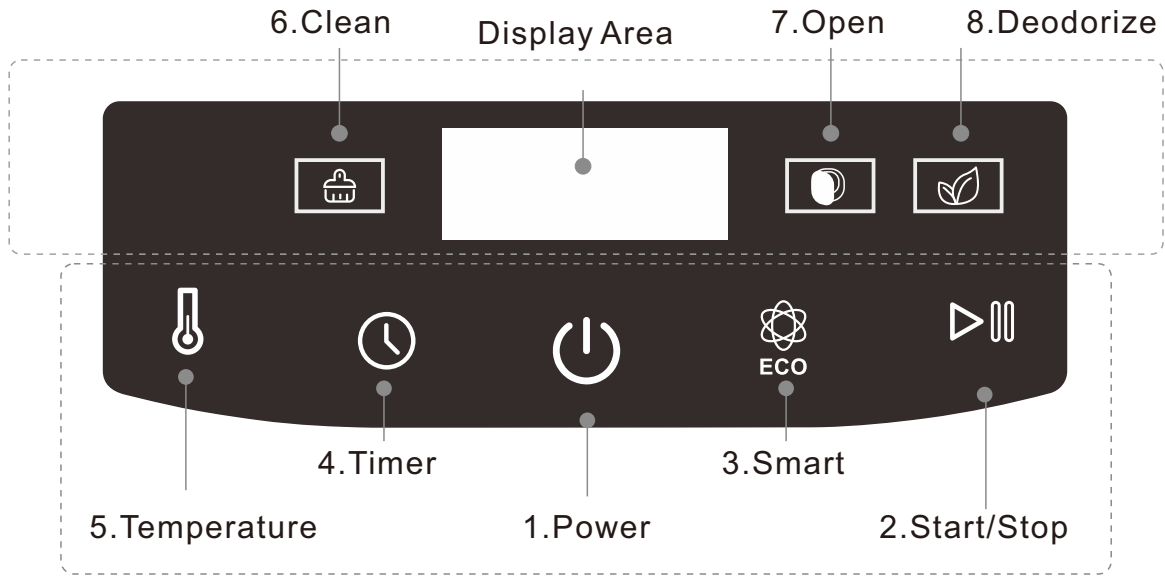 6.Clean
Display Area
7.Open
8.Deodorize
ECO
4.Timer
3.Smart
5.Temperature
1.Power
2.Start/Stop